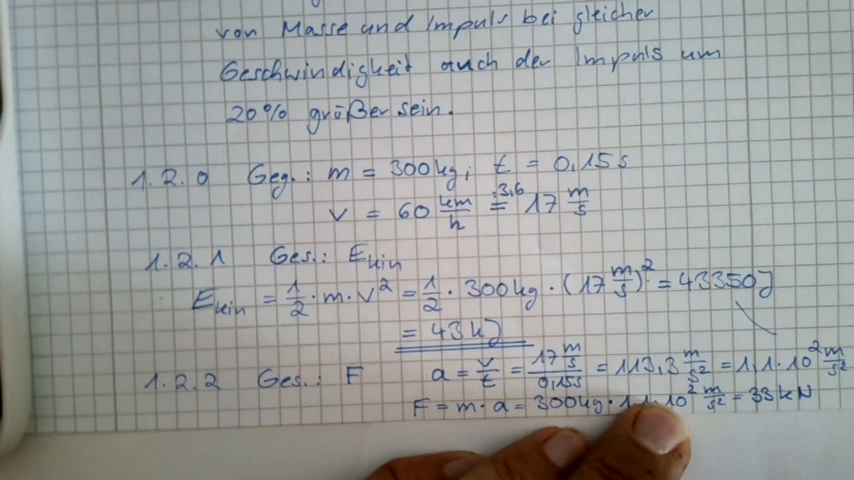 von Masse und Impuls bei gleicher
Geschwindigkeit auch der Impuls um
20% größer sein.
1.2.0 Geg.: m = 300kg; t = 0,15s
v = 60 km/h =:3,6 17 m/s
1.2.1 Ges.: Ekin
Ekin = 1/2 · m · v² = 1/2 · 300kg · (17 m/s)² = 43350J
= 43kJ
1.2.2 Ges.: F a = v/t = 17 m/s / 0,15s = 113,3 m/s² = 1,1 · 10² m/s²
F = m · a = 300kg · 1,1 · 10² m/s² = 33kN